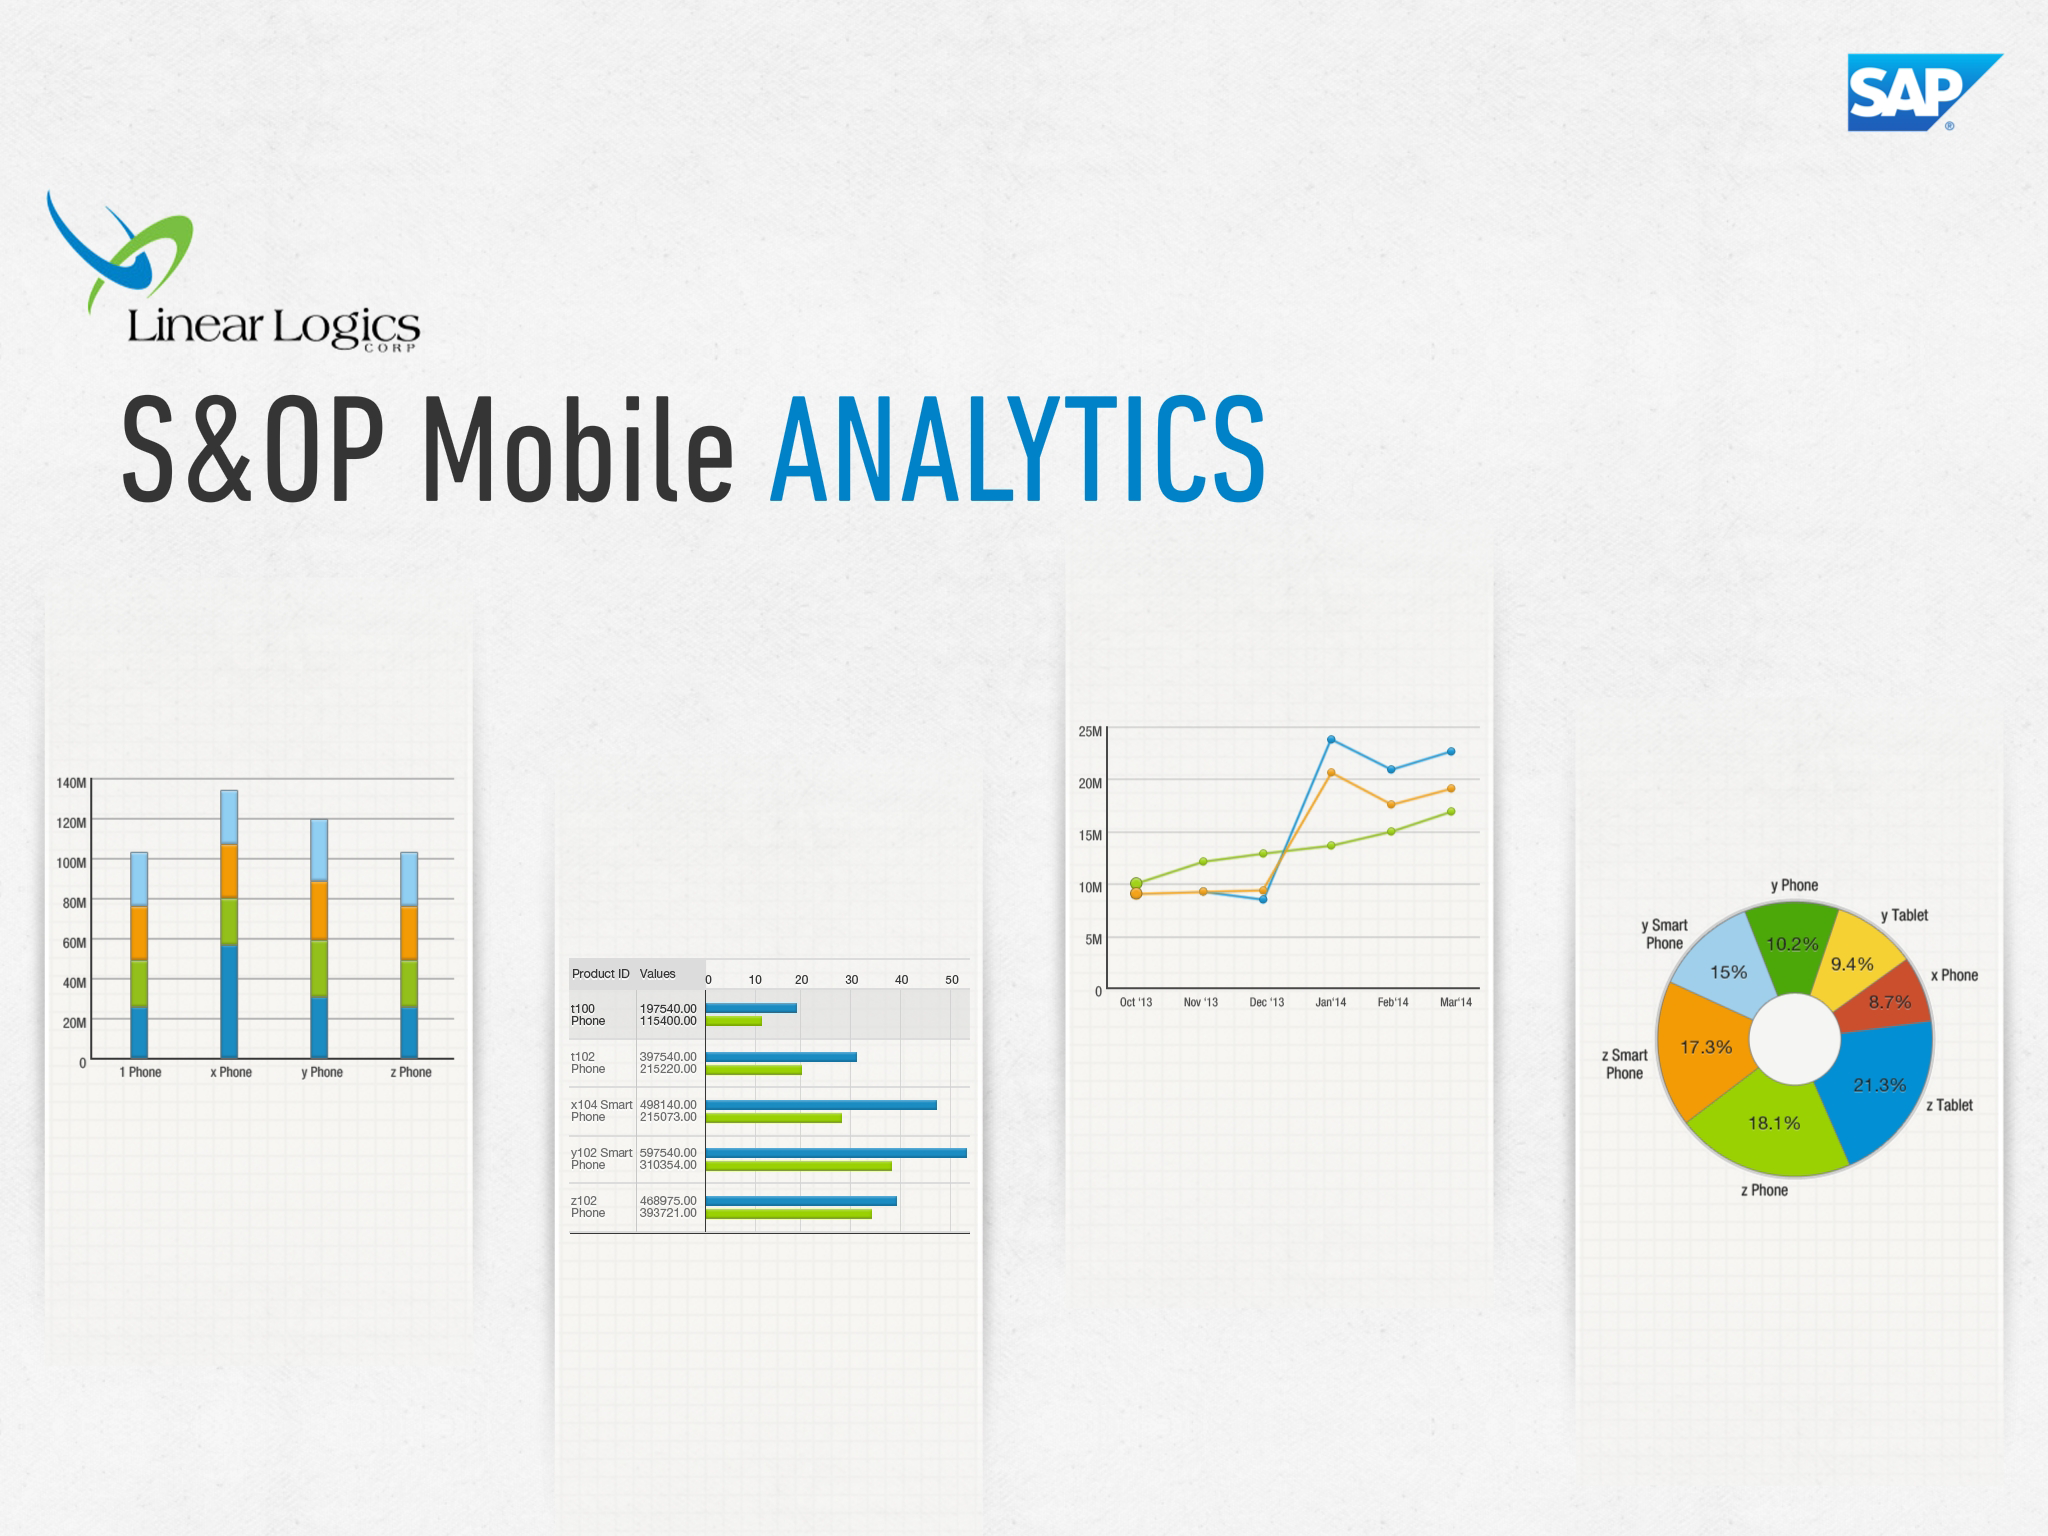 SAP
®
Linear Logics
CORP
S&OP Mobile ANALYTICS
140M
120M
100M
80M
60M
40M
20M
0
1 Phone x Phone y Phone z Phone
Product ID Values 0 10 20 30 40 50
t100 197540.00
Phone 115400.00
t102 397540.00
Phone 215220.00
x104 Smart 498140.00
Phone 215073.00
y102 Smart 597540.00
Phone 310354.00
z102 468975.00
Phone 393721.00
25M
20M
15M
10M
5M
0
Oct '13 Nov '13 Dec '13 Jan'14 Feb'14 Mar'14
y Phone
10.2%
y Tablet
9.4%
x Phone
8.7%
z Tablet
21.3%
z Phone
18.1%
z Smart
Phone
17.3%
y Smart
Phone
15%